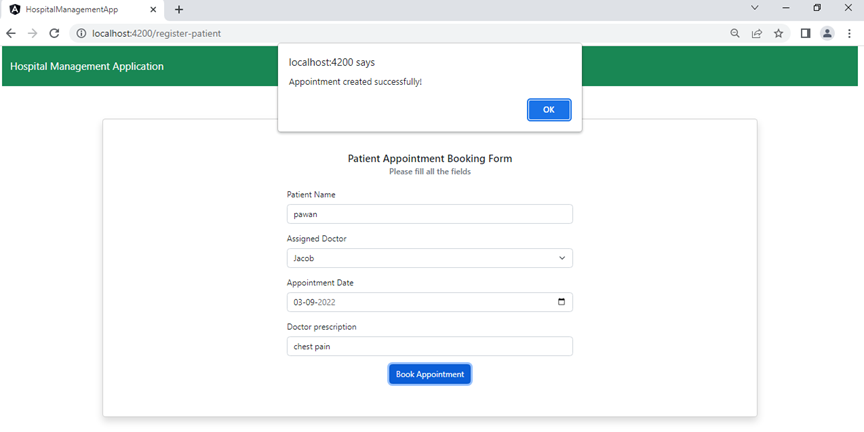 HospitalManagementApp
localhost:4200/register-patient
Hospital Management Application
localhost:4200 says
Appointment created successfully!
OK
Patient Appointment Booking Form
Please fill all the fields
Patient Name
pawan
Assigned Doctor
Jacob
Appointment Date
03-09-2022
Doctor prescription
chest pain
Book Appointment